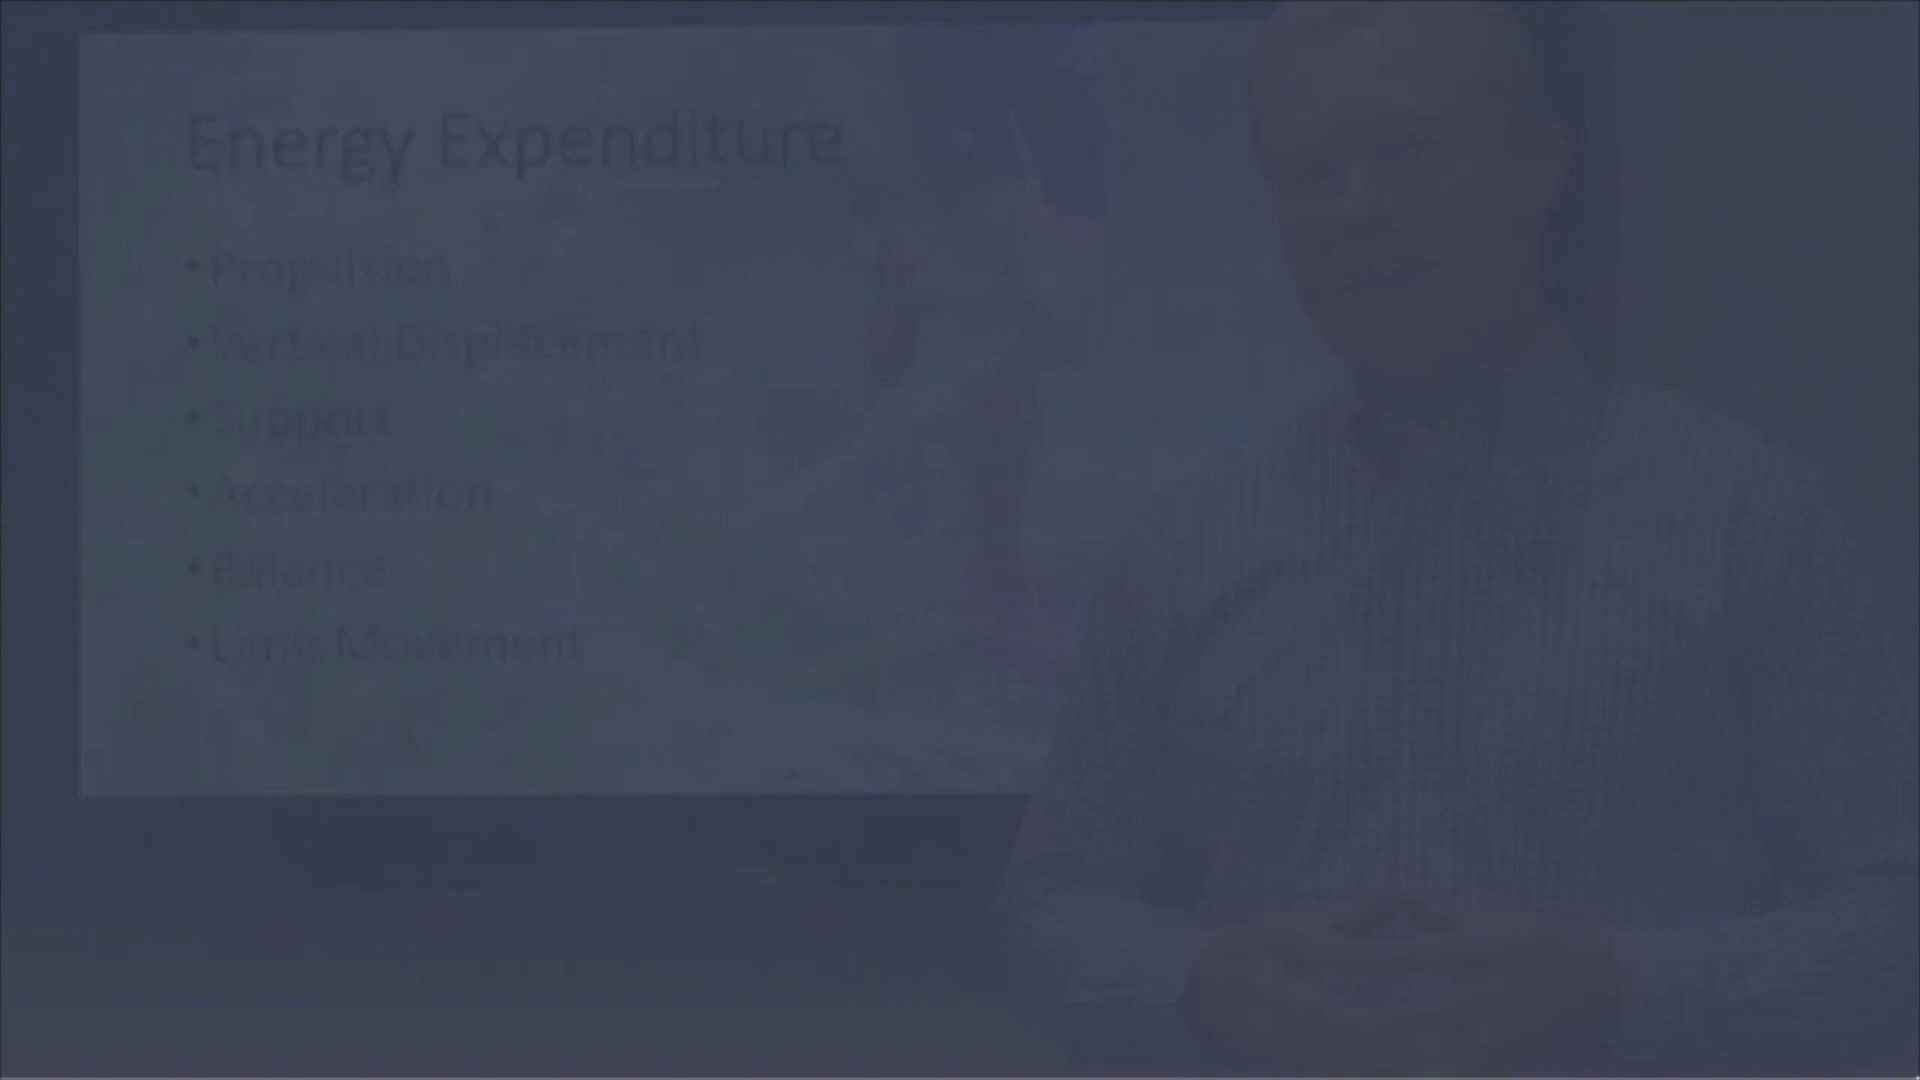 Energy Expenditure
• Propulsion
• Vertical Displacement
• Support
• Acceleration
• Balance
• Limb Movement